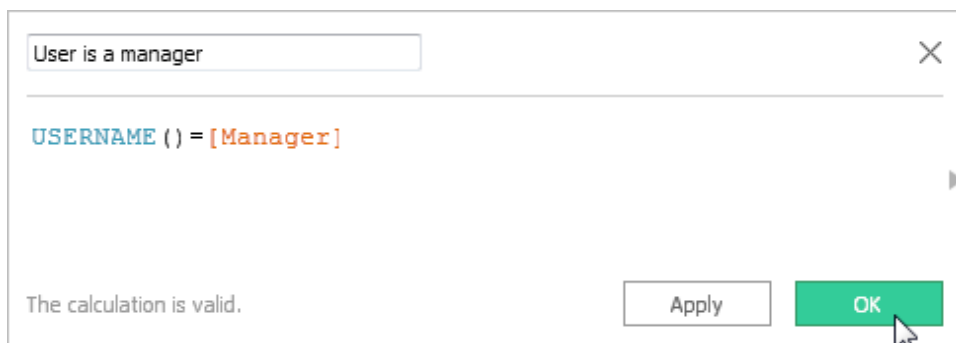 User is a manager
USERNAME()=[Manager]
The calculation is valid.
Apply
OK